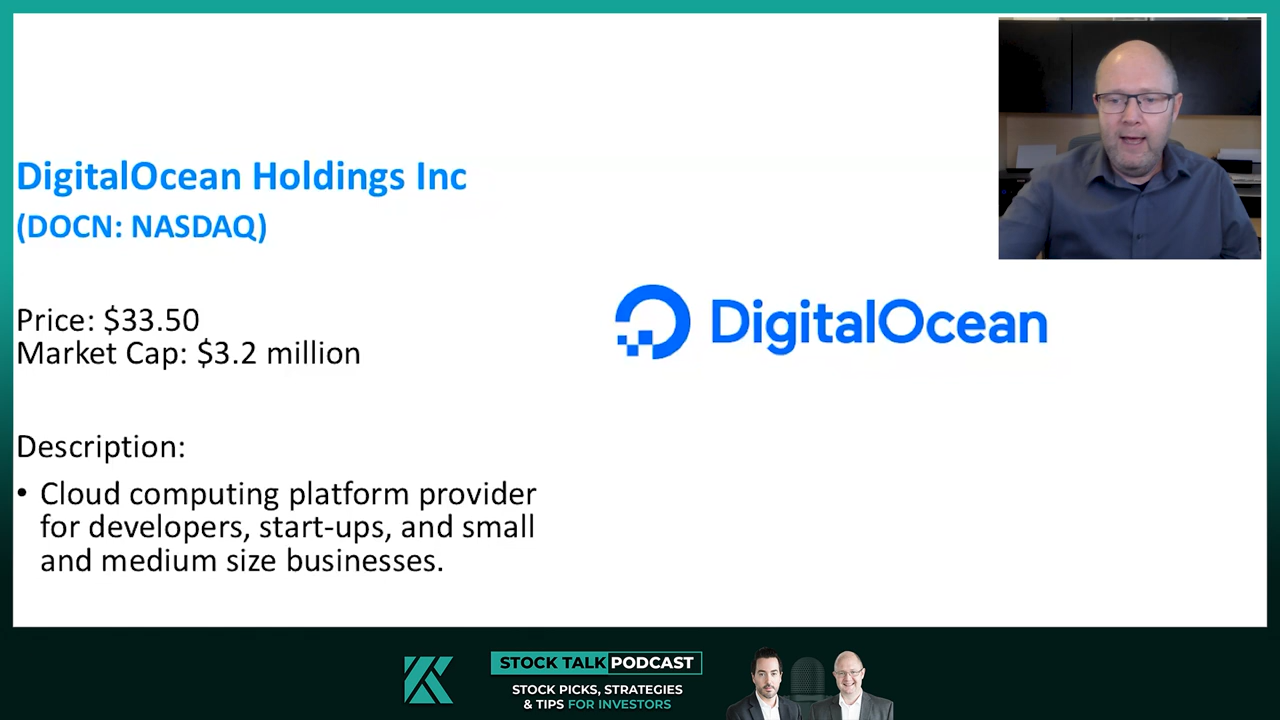 DigitalOcean Holdings Inc
(DOCN: NASDAQ)
Price: $33.50
Market Cap: $3.2 million
Description:
• Cloud computing platform provider
for developers, start-ups, and small
and medium size businesses.
DigitalOcean
STOCK TALK PODCAST
STOCK PICKS, STRATEGIES
& TIPS FOR INVESTORS